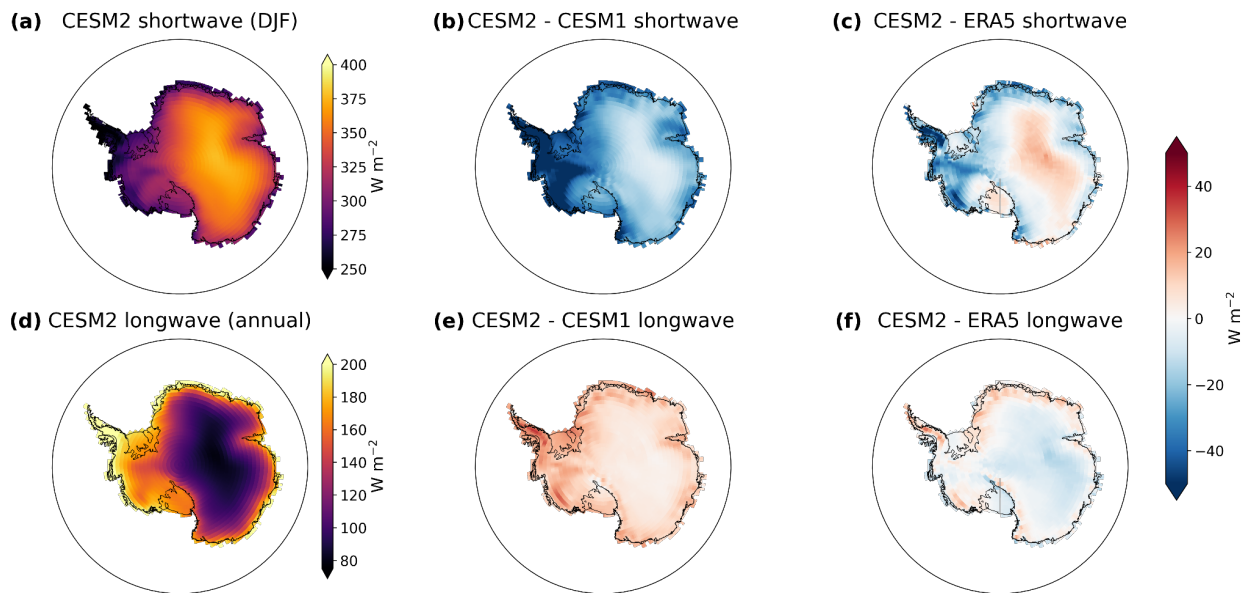 (a) CESM2 shortwave (DJF)
(b) CESM2 - CESM1 shortwave
(c) CESM2 - ERA5 shortwave
400
375
350
325
300
275
250
W m⁻²
(d) CESM2 longwave (annual)
(e) CESM2 - CESM1 longwave
(f) CESM2 - ERA5 longwave
200
180
160
140
120
100
80
W m⁻²
40
20
0
−20
−40
W m⁻²